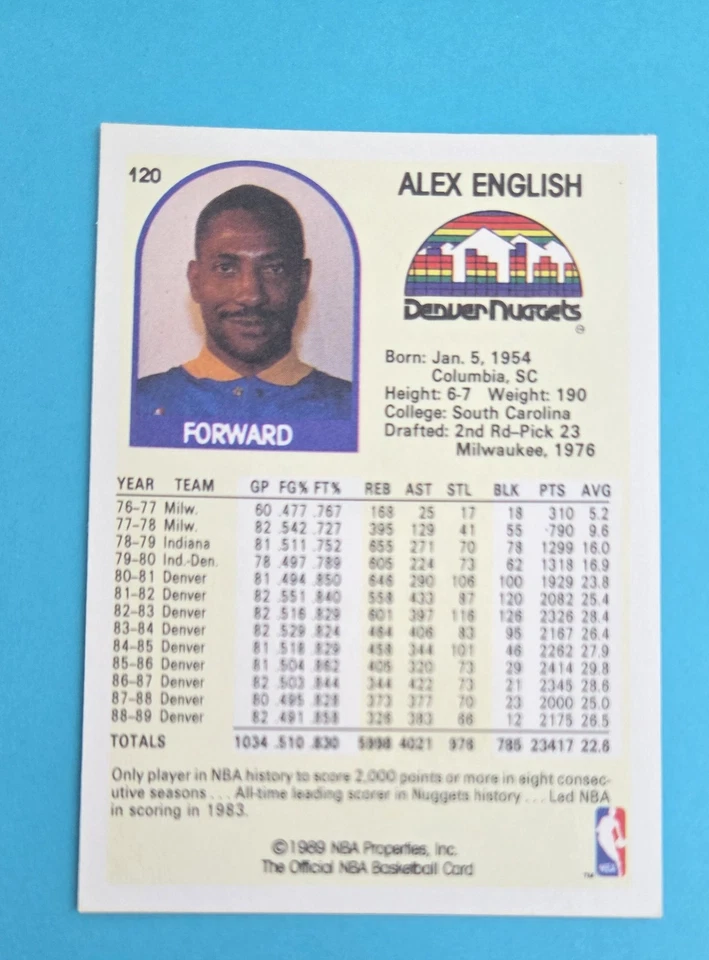 120
ALEX ENGLISH
Denver Nuggets
Born: Jan. 5, 1954
Columbia, SC
Height: 6-7 Weight: 190
College: South Carolina
Drafted: 2nd Rd–Pick 23
Milwaukee, 1976
FORWARD
YEAR TEAM GP FG% FT% REB AST STL BLK PTS AVG
76–77 Milw. 60 .477 .767 168 25 17 18 310 5.2
77–78 Milw. 82 .542 .727 395 129 41 55 790 9.6
78–79 Indiana 81 .511 .752 655 271 70 78 1299 16.0
79–80 Ind.-Den. 78 .497 .789 605 224 73 62 1318 16.9
80–81 Denver 81 .494 .850 646 290 106 100 1929 23.8
81–82 Denver 82 .551 .840 558 433 87 120 2082 25.4
82–83 Denver 82 .516 .829 601 397 116 126 2326 28.4
83–84 Denver 82 .529 .824 464 406 83 95 2167 26.4
84–85 Denver 81 .518 .829 458 344 101 46 2262 27.9
85–86 Denver 81 .504 .862 405 320 73 29 2414 29.8
86–87 Denver 82 .503 .844 344 422 73 21 2345 28.6
87–88 Denver 80 .495 .828 373 377 70 23 2000 25.0
88–89 Denver 82 .491 .858 326 383 66 12 2175 26.5
TOTALS 1034 .510 .830 5998 4021 976 785 23417 22.6
Only player in NBA history to score 2,000 points or more in eight consec-
utive seasons . . . All-time leading scorer in Nuggets history . . . Led NBA
in scoring in 1983.
©1989 NBA Properties, Inc.
The Official NBA Basketball Card
NBA
TM